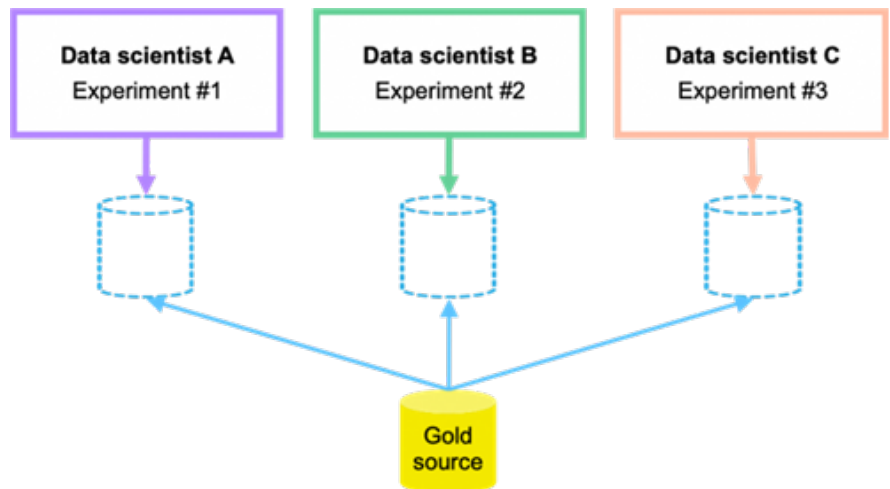 Data scientist A
Experiment #1
Data scientist B
Experiment #2
Data scientist C
Experiment #3
Gold
source